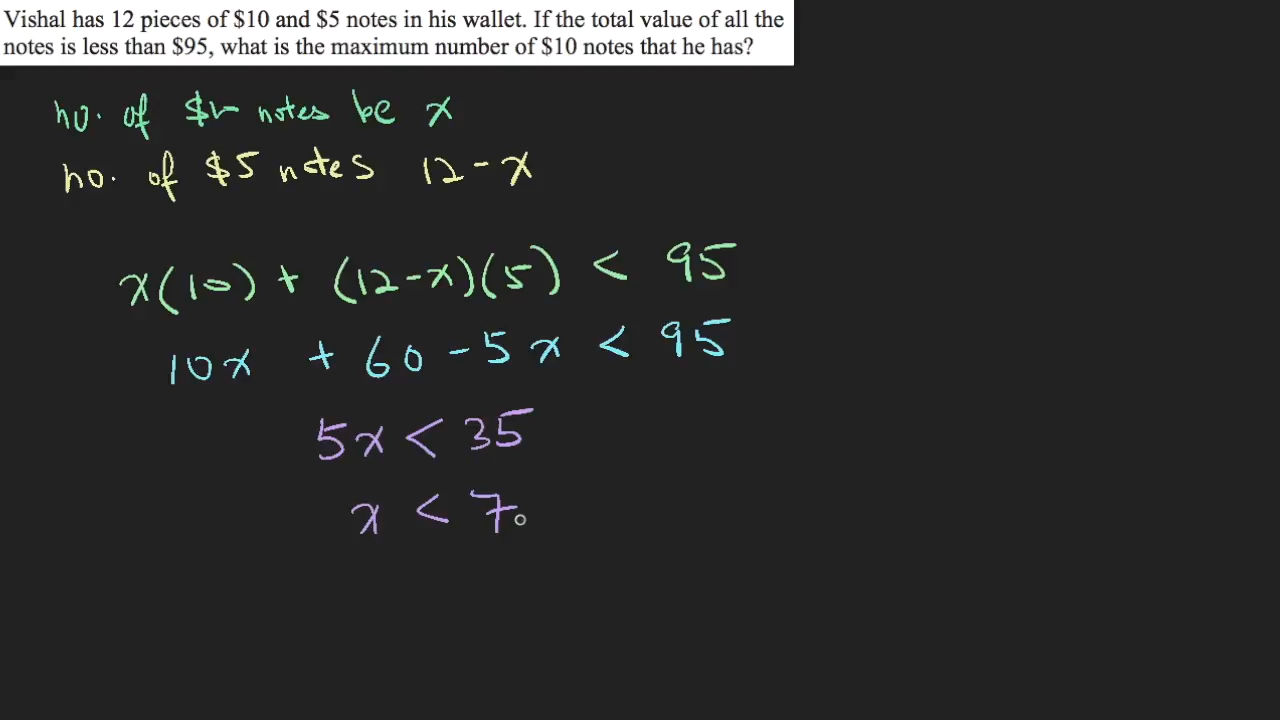 Vishal has 12 pieces of $10 and $5 notes in his wallet. If the total value of all the
notes is less than $95, what is the maximum number of $10 notes that he has?
no. of notes be x
no. of $5 notes 12-x
x(10) + (12-x)(5) < 95
10x + 60 - 5x < 95
5x < 35
x < 7